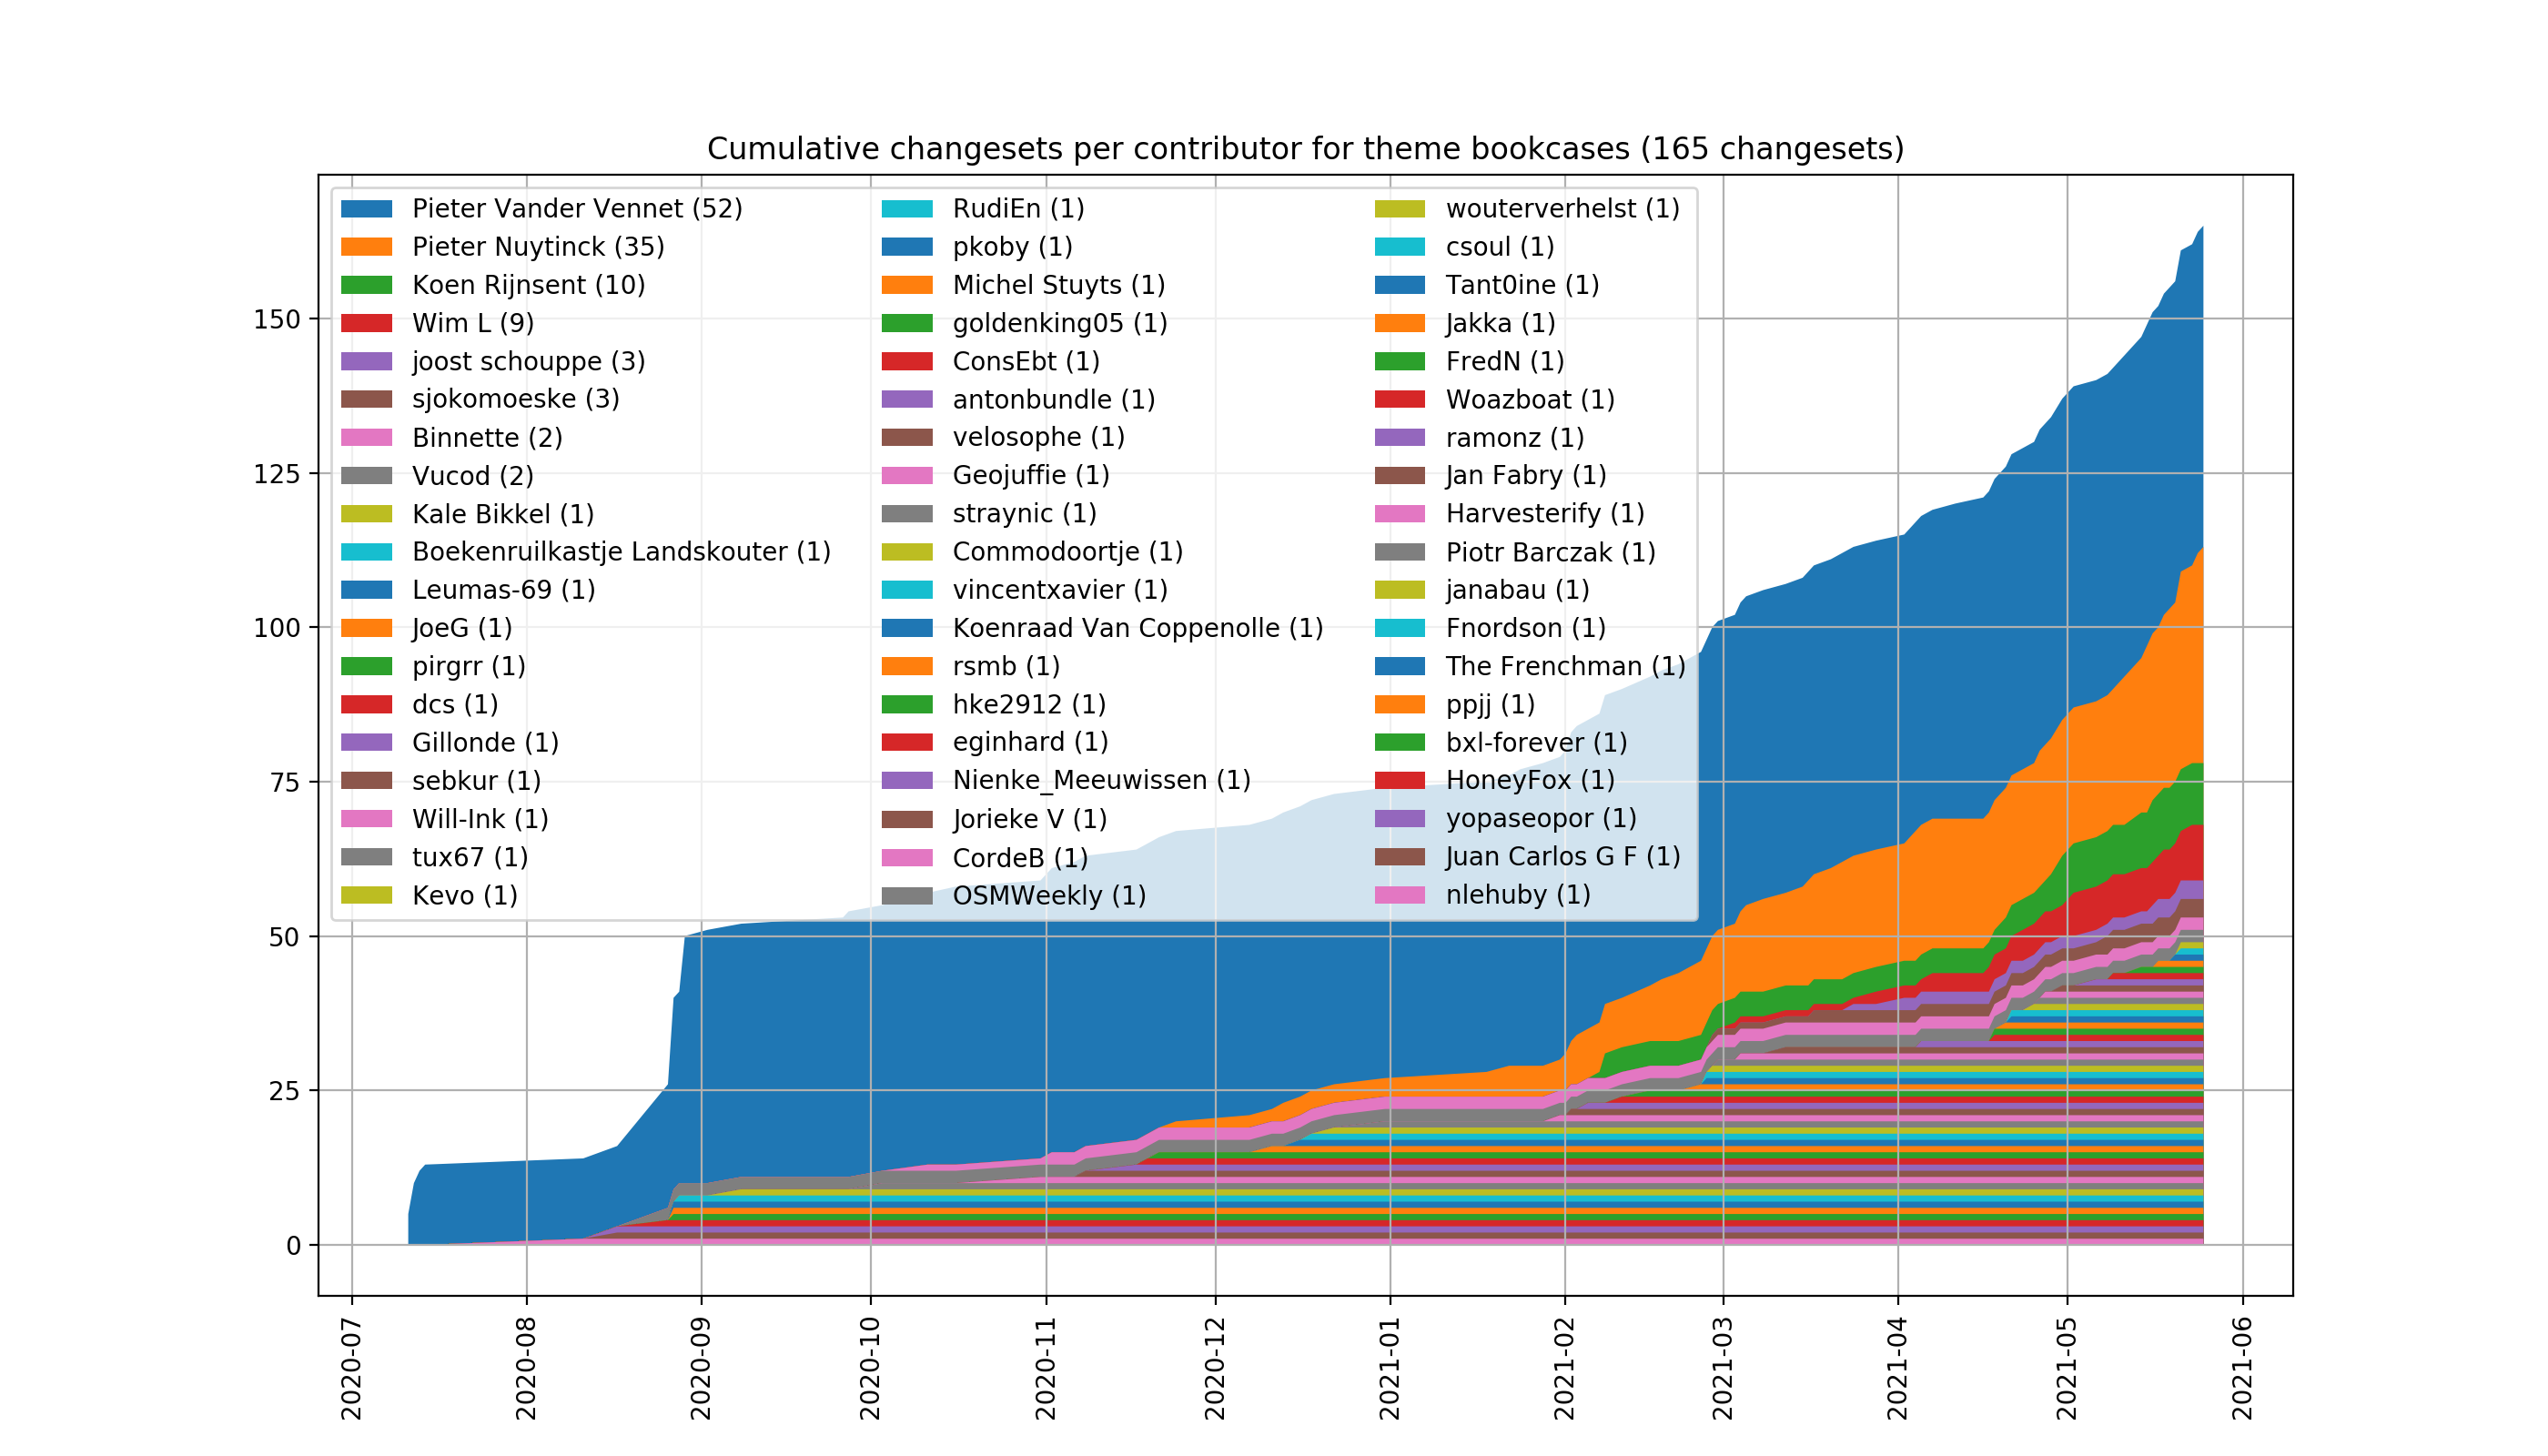 Cumulative changesets per contributor for theme bookcases (165 changesets)
Pieter Vander Vennet (52)
Pieter Nuytinck (35)
Koen Rijnsent (10)
Wim L (9)
joost schouppe (3)
sjokomoeske (3)
Binnette (2)
Vucod (2)
Kale Bikkel (1)
Boekenruilkastje Landskouter (1)
Leumas-69 (1)
JoeG (1)
pirgrr (1)
dcs (1)
Gillonde (1)
sebkur (1)
Will-Ink (1)
tux67 (1)
Kevo (1)
RudiEn (1)
pkoby (1)
Michel Stuyts (1)
goldenking05 (1)
ConsEbt (1)
antonbundle (1)
velosophe (1)
Geojuffie (1)
straynic (1)
Commodoortje (1)
vincentxavier (1)
Koenraad Van Coppenolle (1)
rsmb (1)
hke2912 (1)
eginhard (1)
Nienke_Meeuwissen (1)
Jorieke V (1)
CordeB (1)
OSMWeekly (1)
wouterverhelst (1)
csoul (1)
Tant0ine (1)
Jakka (1)
FredN (1)
Woazboat (1)
ramonz (1)
Jan Fabry (1)
Harvesterify (1)
Piotr Barczak (1)
janabau (1)
Fnordson (1)
The Frenchman (1)
ppjj (1)
bxl-forever (1)
HoneyFox (1)
yopaseopor (1)
Juan Carlos G F (1)
nlehuby (1)
150
125
100
75
50
25
0
2020-07
2020-08
2020-09
2020-10
2020-11
2020-12
2021-01
2021-02
2021-03
2021-04
2021-05
2021-06